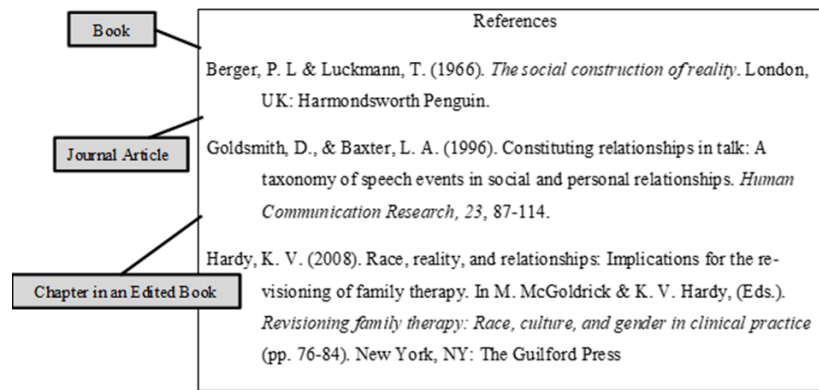 Book
References
Berger, P. L & Luckmann, T. (1966). The social construction of reality. London,
UK: Harmondsworth Penguin.
Journal Article
Goldsmith, D., & Baxter, L. A. (1996). Constituting relationships in talk: A
taxonomy of speech events in social and personal relationships. Human
Communication Research, 23, 87-114.
Chapter in an Edited Book
Hardy, K. V. (2008). Race, reality, and relationships: Implications for the re-
visioning of family therapy. In M. McGoldrick & K. V. Hardy, (Eds.).
Revisioning family therapy: Race, culture, and gender in clinical practice
(pp. 76-84). New York, NY: The Guilford Press